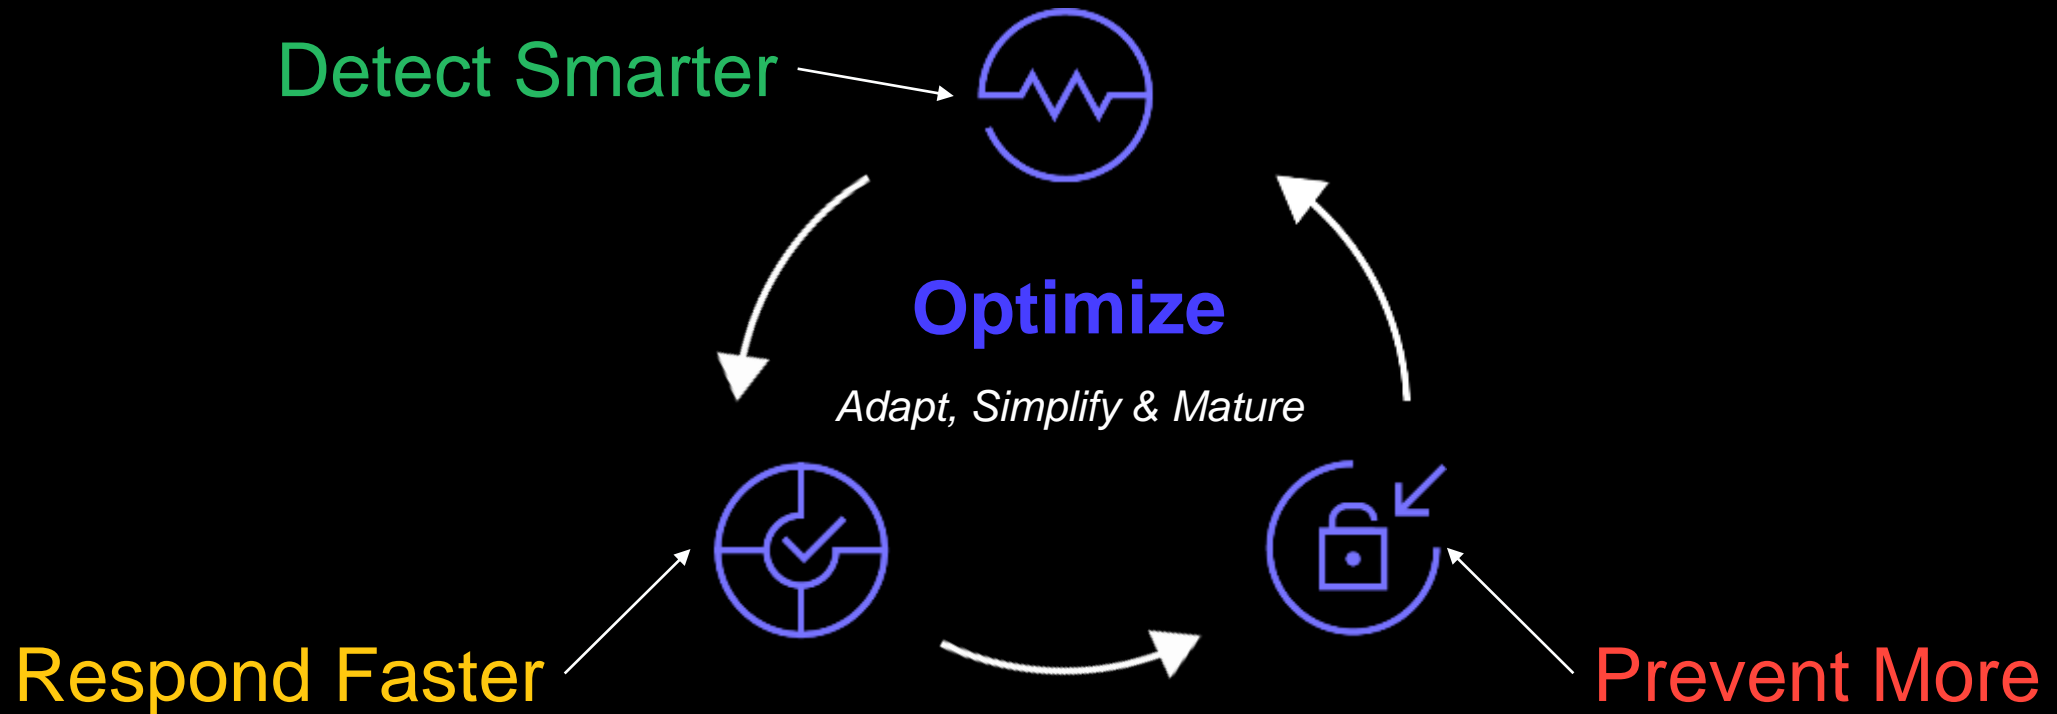 Detect Smarter
Optimize
Adapt, Simplify & Mature
Respond Faster
Prevent More